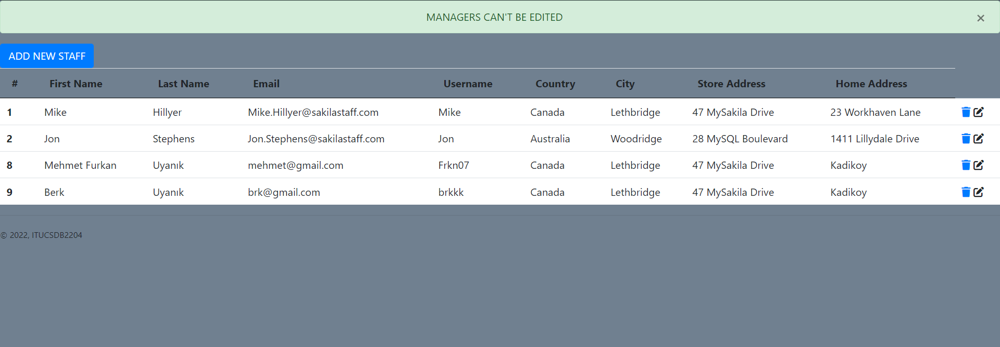 MANAGERS CAN'T BE EDITED ×
ADD NEW STAFF
# First Name Last Name Email Username Country City Store Address Home Address
1 Mike Hillyer Mike.Hillyer@sakilastaff.com Mike Canada Lethbridge 47 MySakila Drive 23 Workhaven Lane
2 Jon Stephens Jon.Stephens@sakilastaff.com Jon Australia Woodridge 28 MySQL Boulevard 1411 Lillydale Drive
8 Mehmet Furkan Uyanık mehmet@gmail.com Frkn07 Canada Lethbridge 47 MySakila Drive Kadikoy
9 Berk Uyanık brk@gmail.com brkkk Canada Lethbridge 47 MySakila Drive Kadikoy
© 2022, ITUCSDB2204